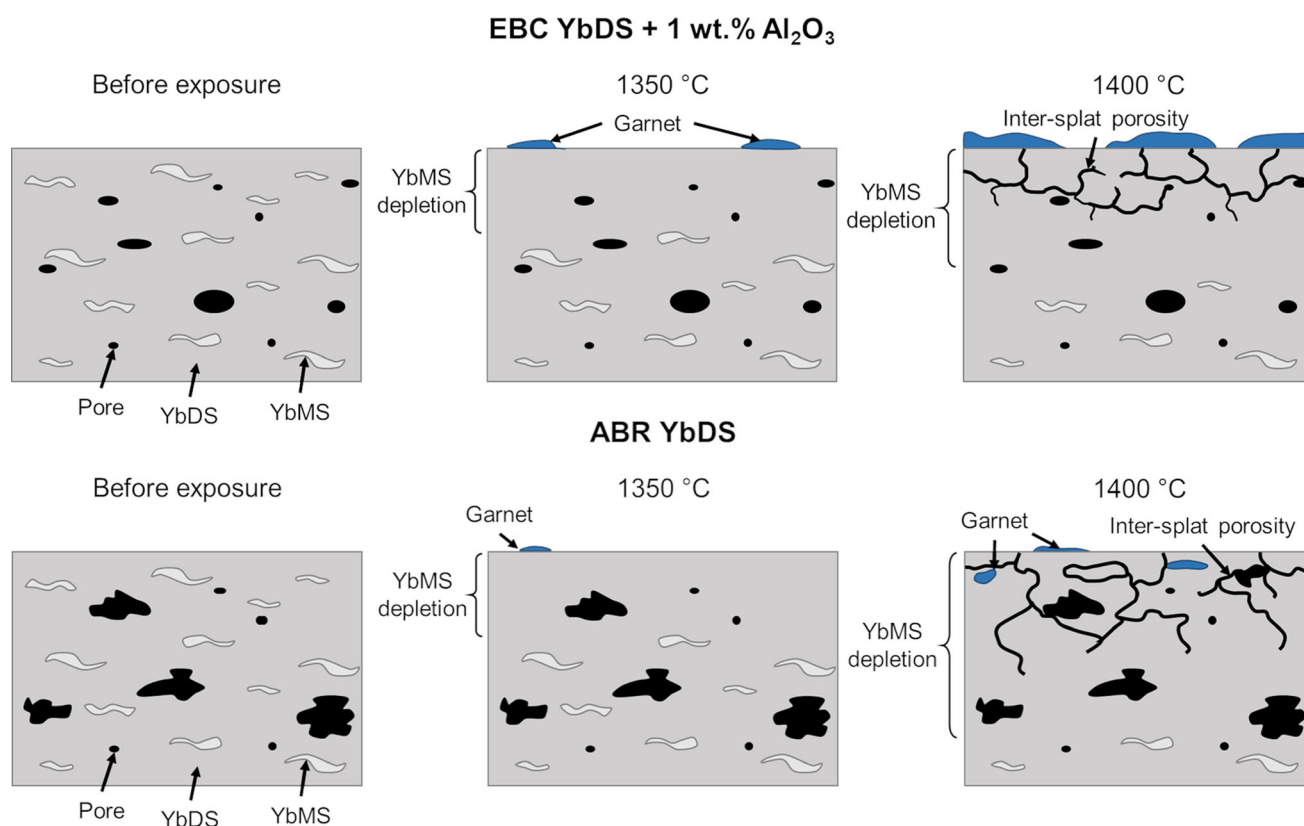 EBC YbDS + 1 wt.% Al₂O₃
Before exposure
1350 °C
1400 °C
Garnet
Inter-splat porosity
YbMS
depletion
YbMS
depletion
Pore
YbDS
YbMS
ABR YbDS
Before exposure
1350 °C
1400 °C
Garnet
Garnet
Inter-splat porosity
YbMS
depletion
YbMS
depletion
Pore
YbDS
YbMS